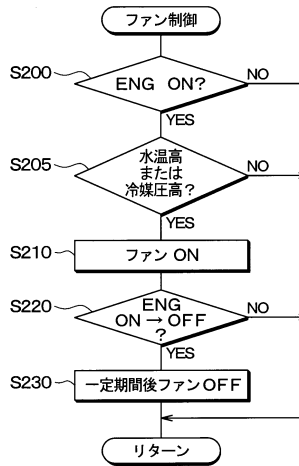 ファン制御
S200
ENG ON?
NO
YES
S205
水温高
または
冷媒圧高?
NO
YES
S210
ファン ON
S220
ENG
ON→OFF
?
NO
YES
S230
一定期間後ファンOFF
リターン